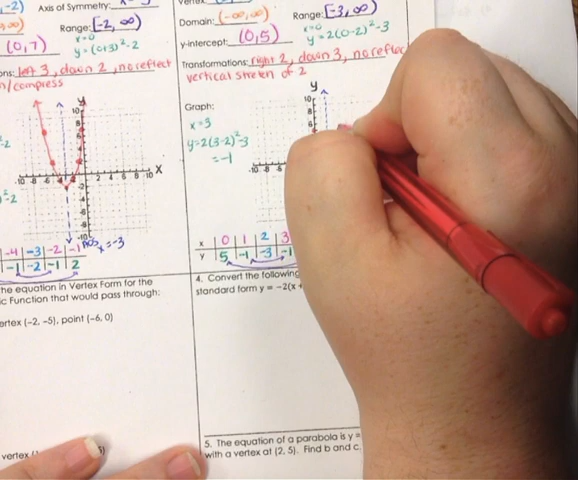 -2) Axis of Symmetry:
Range: [-2, ∞)
(0,7)
x=0
y=(0+3)²-2
left 3, down 2, no reflect
/compress
Domain: (-∞,∞)
Range: [-3, ∞)
y-intercept: (0,5)
x=0
y=2(0-2)²-3
Transformations: right 2, down 3, no reflec
vertical stretch of 2
Graph:
x=3
y=2(3-2)²-3
=-1
y
x
AOS
x=-3
-4 -3 -2 -1
-1 -2 -1 2
y
x 0 1 2 3
y 5 -1 -3 -1
the equation in Vertex Form for the
c Function that would pass through:
ertex (-2, -5), point (-6, 0)
vertex
4. Convert the following
standard form y = -2(x +
5. The equation of a parabola is y =
with a vertex at (2, 5). Find b and c.